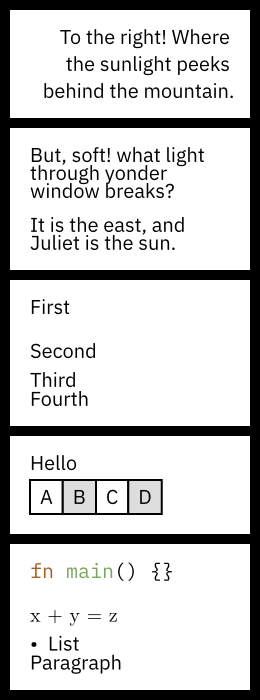 To the right! Where
the sunlight peeks
behind the mountain.
But, soft! what light
through yonder
window breaks?
It is the east, and
Juliet is the sun.
First
Second
Third
Fourth
Hello
A B C D
fn main() {}
x + y = z
• List
Paragraph